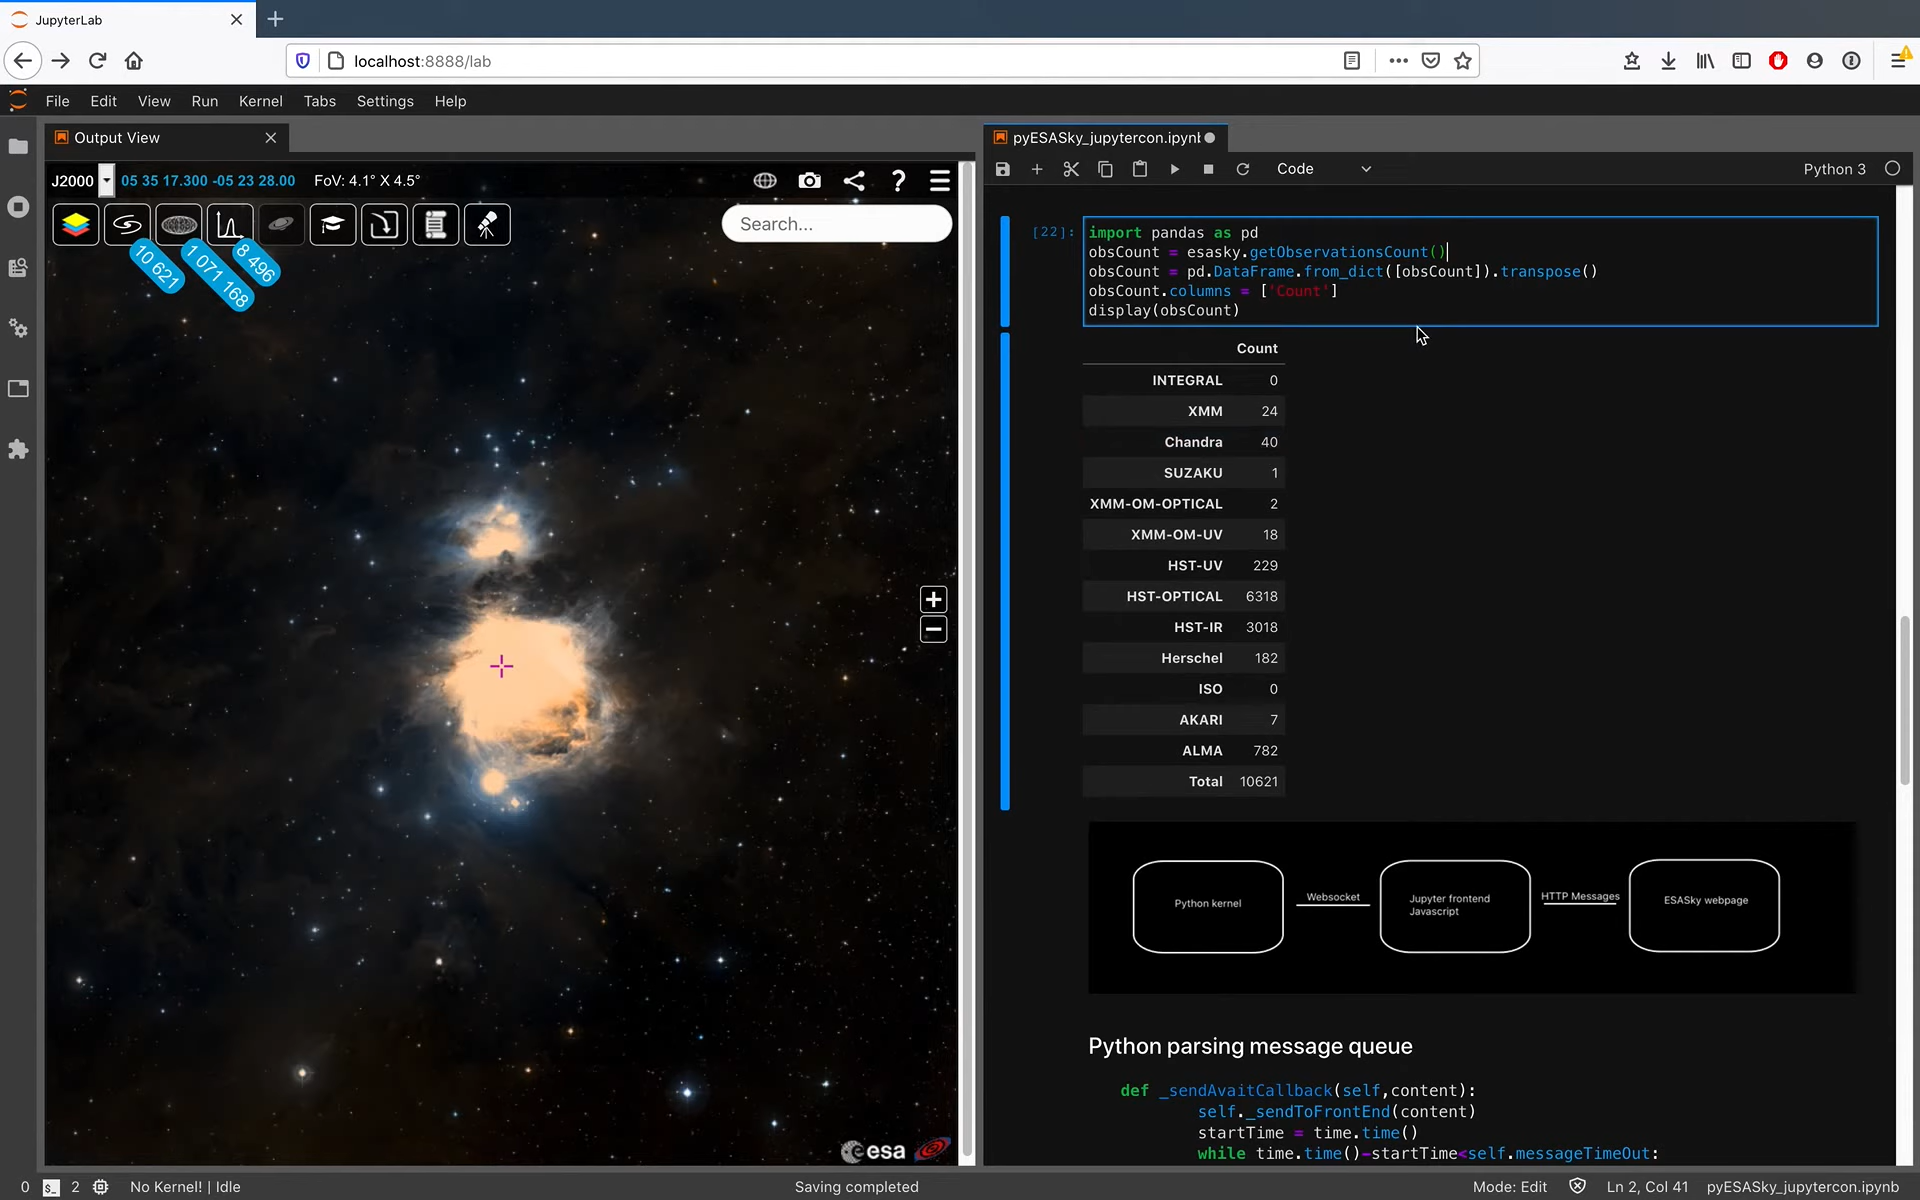 JupyterLab
localhost:8888/lab
File Edit View Run Kernel Tabs Settings Help
Output View
pyESASky_jupytercon.ipynb
J2000 05 35 17.300 -05 23 28.00 FoV: 4.1° X 4.5°
Code
Python 3
Search...
10 621
1 071 168
8 496
[22]:
import pandas as pd
obsCount = esasky.getObservationsCount()
obsCount = pd.DataFrame.from_dict([obsCount]).transpose()
obsCount.columns = ['Count']
display(obsCount)
Count
INTEGRAL 0
XMM 24
Chandra 40
SUZAKU 1
XMM-OM-OPTICAL 2
XMM-OM-UV 18
HST-UV 229
HST-OPTICAL 6318
HST-IR 3018
Herschel 182
ISO 0
AKARI 7
ALMA 782
Total 10621
Python kernel
Websocket
Jupyter frontend
Javascript
HTTP Messages
ESASky webpage
Python parsing message queue
def _sendAvaitCallback(self,content):
self._sendToFrontEnd(content)
startTime = time.time()
while time.time()-startTime<self.messageTimeOut:
esa
0 2 No Kernel! | Idle
Saving completed
Mode: Edit Ln 2, Col 41 pyESASky_jupytercon.ipynb